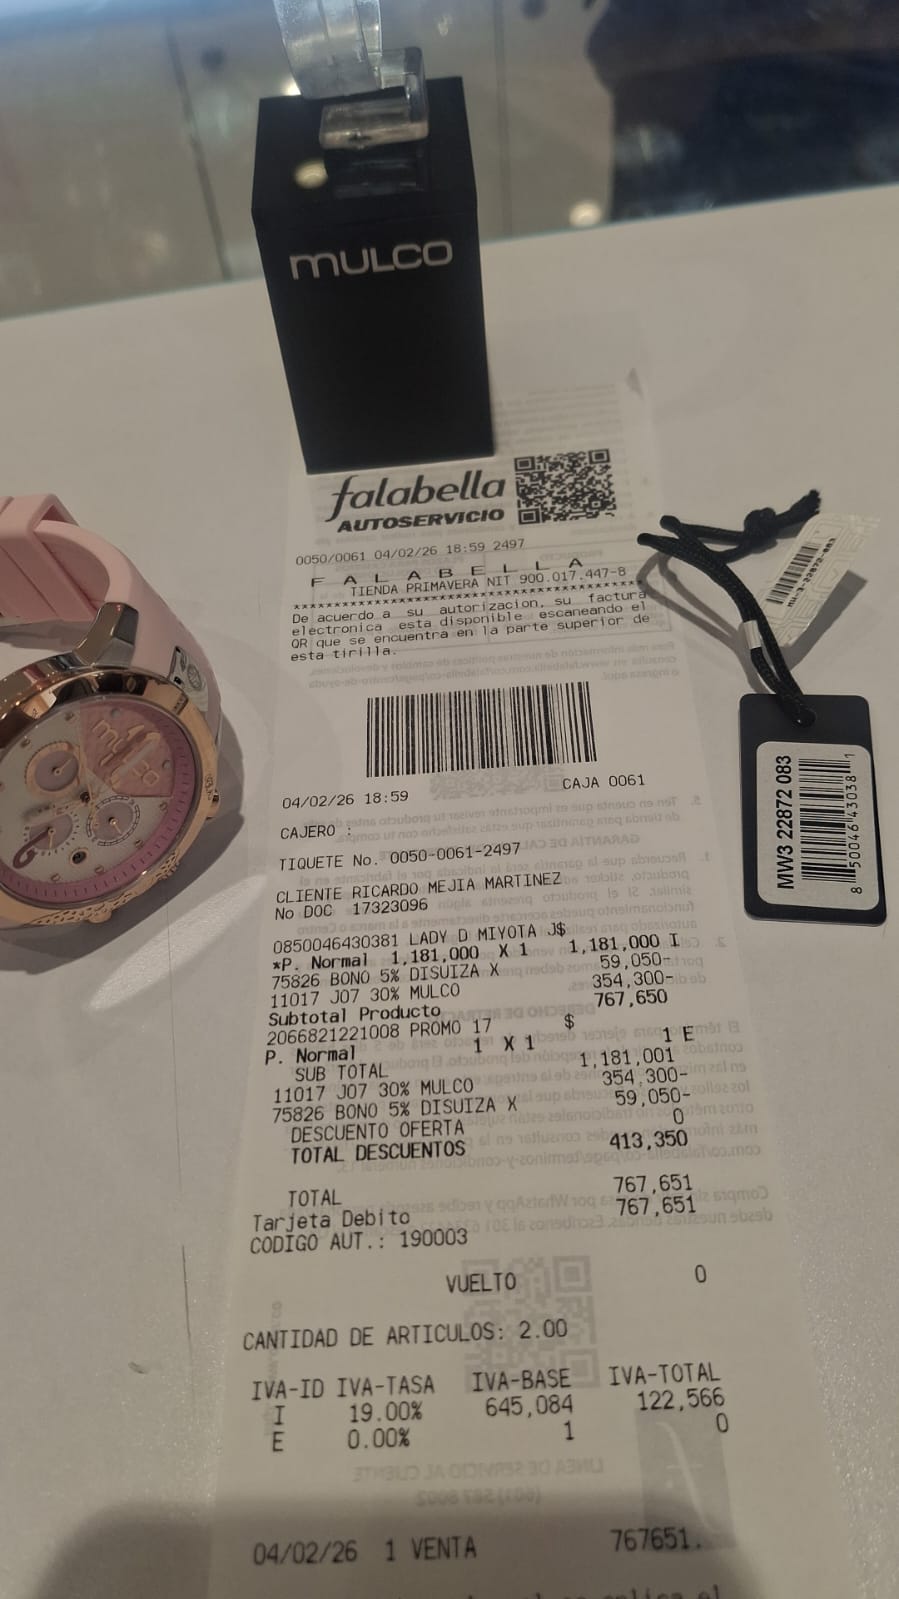 mulco
falabella
AUTOSERVICIO
0050/0061 04/02/26 18:59 2497
F A L A B E L L A
TIENDA PRIMAVERA NIT 900.017.447-8
De acuerdo a su autorizacion, su factura
electronica esta disponible escaneando el
QR que se encuentra en la parte superior de
esta tirilla.
04/02/26 18:59 CAJA 0061
CAJERO :
TIQUETE No. 0050-0061-2497
CLIENTE RICARDO MEJIA MARTINEZ
No DOC 17323096
0850046430381 LADY D MIYOTA J$
*P. Normal 1,181,000 X 1 1,181,000 I
75826 BONO 5% DISUIZA X 59,050-
11017 J07 30% MULCO 354,300-
Subtotal Producto 767,650
2066821221008 PROMO 17 $
P. Normal 1 X 1 1 E
SUB TOTAL 1,181,001
11017 J07 30% MULCO 354,300-
75826 BONO 5% DISUIZA X 59,050-
DESCUENTO OFERTA 0
TOTAL DESCUENTOS 413,350
TOTAL 767,651
Tarjeta Debito 767,651
CODIGO AUT.: 190003
VUELTO 0
CANTIDAD DE ARTICULOS: 2.00
IVA-ID IVA-TASA IVA-BASE IVA-TOTAL
I 19.00% 645,084 122,566
E 0.00% 1 0
04/02/26 1 VENTA 767651.
MW3 22872 083
8 50046 43038 1